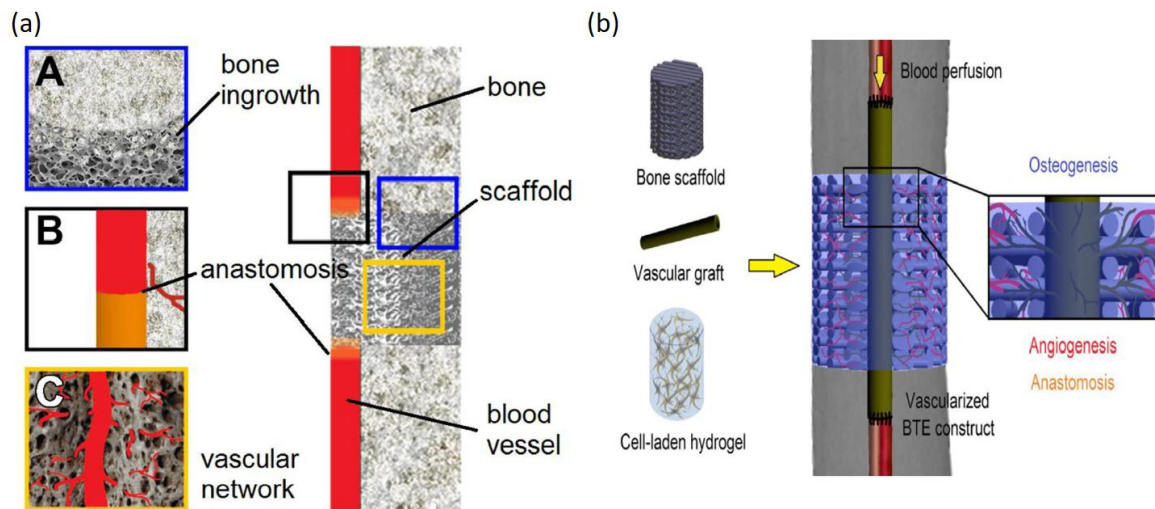 (a)
A
bone
ingrowth
B
anastomosis
C
vascular
network
bone
scaffold
blood
vessel
(b)
Bone scaffold
Vascular graft
Cell-laden hydrogel
Blood perfusion
Vascularized
BTE construct
Osteogenesis
Angiogenesis
Anastomosis